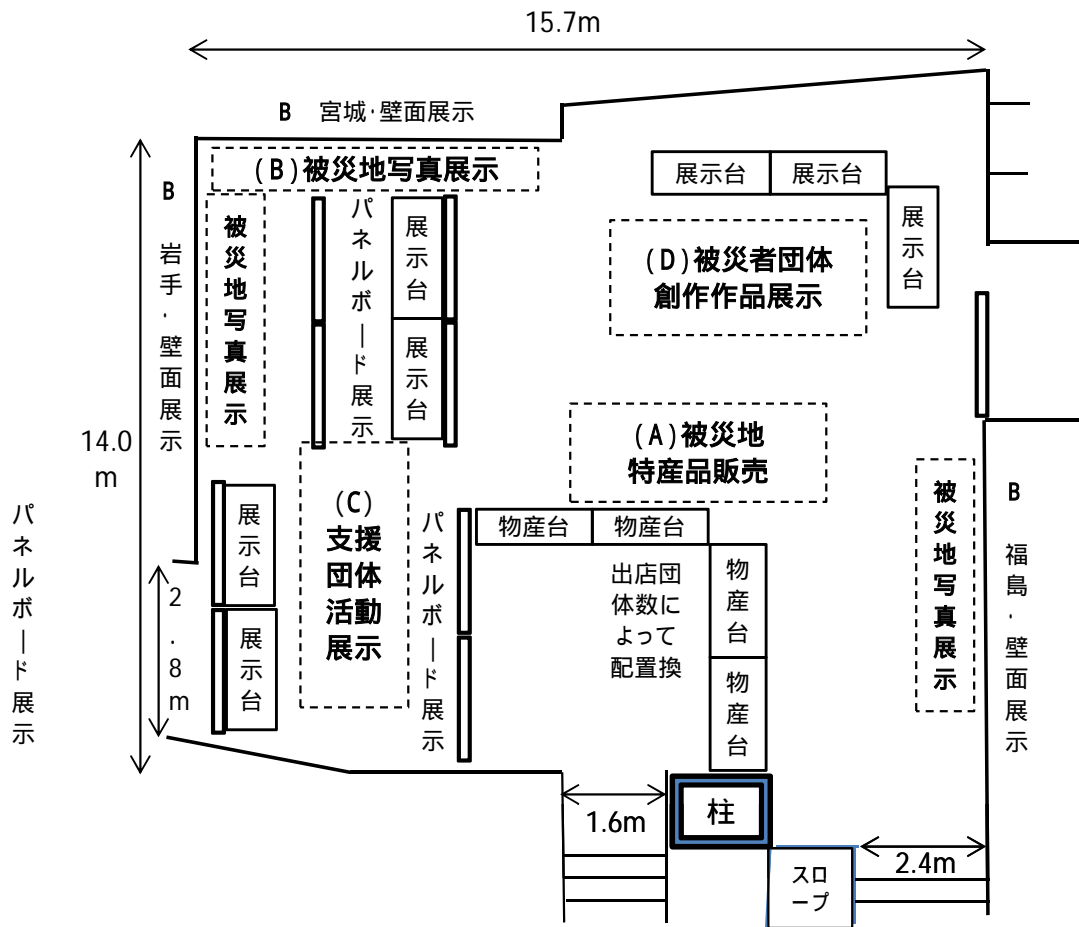 15.7m
B 宮城・壁面展示
(B)被災地写真展示
展示台
展示台
展示台
(D)被災者団体
創作作品展示
B 岩手・壁面展示
被災地写真展示
パネルボード展示
展示台
展示台
14.0
m
(A)被災地
特産品販売
パネルボード展示
展示台
展示台
2.8m
(C)
支援
団体
活動
展示
パネルボード展示
物産台
物産台
出店団
体数に
よって
配置換
物産台
物産台
被災地写真展示
B 福島・壁面展示
1.6m
柱
2.4m
スロ
ープ